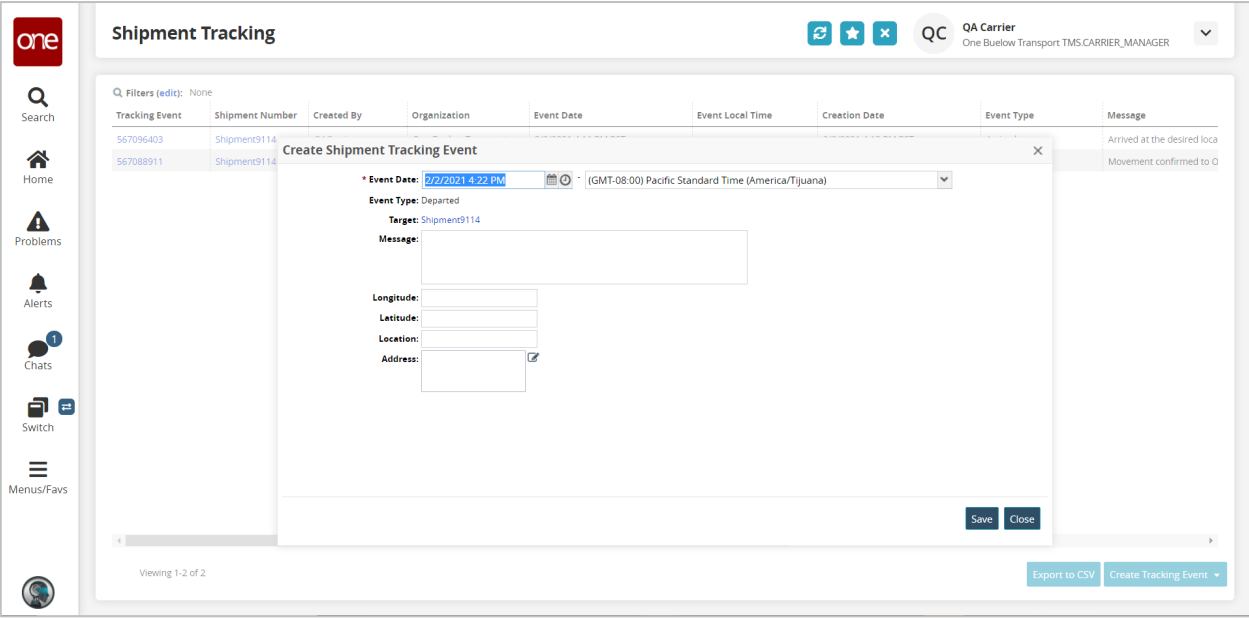 one
Shipment Tracking
QC
QA Carrier
One Buelow Transport TMS.CARRIER_MANAGER
Search
Home
Problems
Alerts
1
Chats
Switch
Menus/Favs
Filters (edit): None
Tracking Event Shipment Number Created By Organization Event Date Event Local Time Creation Date Event Type Message
567096403 Shipment9114 Arrived at the desired loca
567088911 Shipment9114 Movement confirmed to O
Create Shipment Tracking Event
* Event Date: 2/2/2021 4:22 PM - (GMT-08:00) Pacific Standard Time (America/Tijuana)
Event Type: Departed
Target: Shipment9114
Message:
Longitude:
Latitude:
Location:
Address:
Save Close
Viewing 1-2 of 2
Export to CSV Create Tracking Event